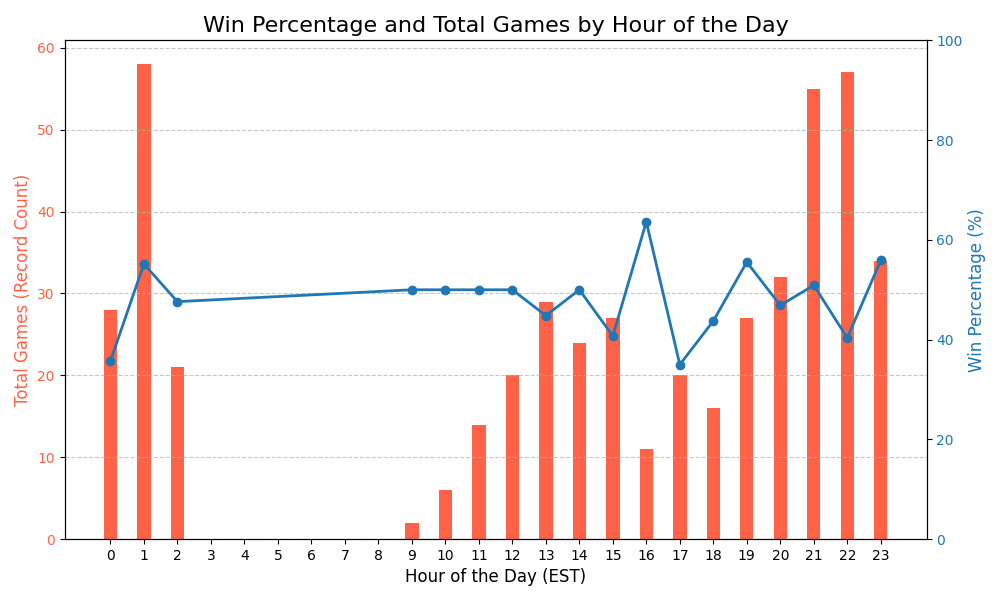 Win Percentage and Total Games by Hour of the Day
60
50
40
30
20
10
0
Total Games (Record Count)
100
80
60
40
20
0
Win Percentage (%)
0 1 2 3 4 5 6 7 8 9 10 11 12 13 14 15 16 17 18 19 20 21 22 23
Hour of the Day (EST)